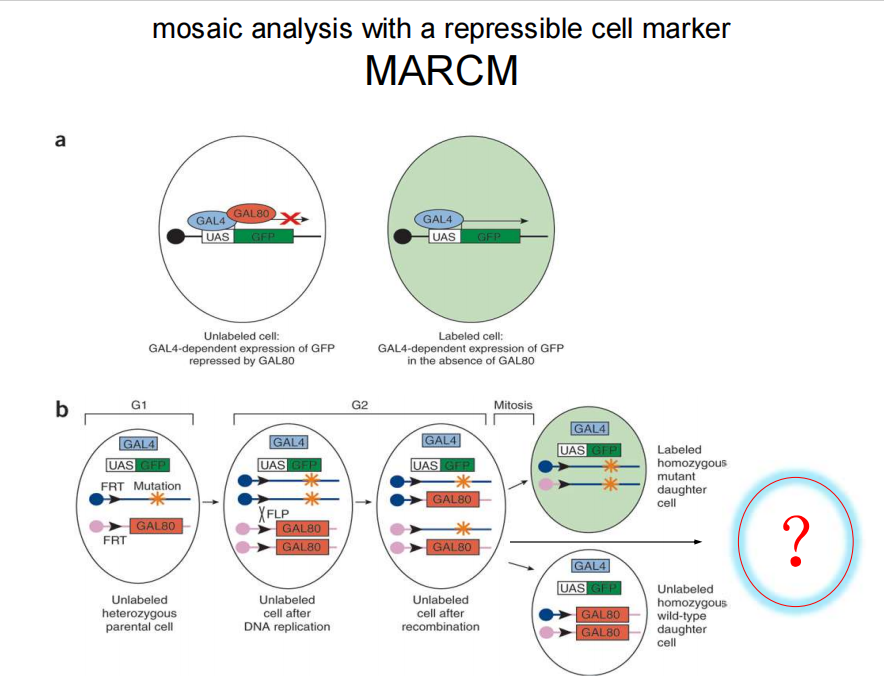 mosaic analysis with a repressible cell marker
MARCM
a
GAL4
GAL80
UAS
GFP
GAL4
UAS
GFP
Unlabeled cell:
GAL4-dependent expression of GFP
repressed by GAL80
Labeled cell:
GAL4-dependent expression of GFP
in the absence of GAL80
b
G1
G2
Mitosis
GAL4
UAS GFP
FRT Mutation
GAL80
FRT
Unlabeled
heterozygous
parental cell
GAL4
UAS GFP
FLP
GAL80
GAL80
Unlabeled
cell after
DNA replication
GAL4
UAS GFP
GAL80
GAL80
Unlabeled
cell after
recombination
GAL4
UAS GFP
Labeled
homozygous
mutant
daughter
cell
GAL4
UAS GFP
GAL80
GAL80
Unlabeled
homozygous
wild-type
daughter
cell
?